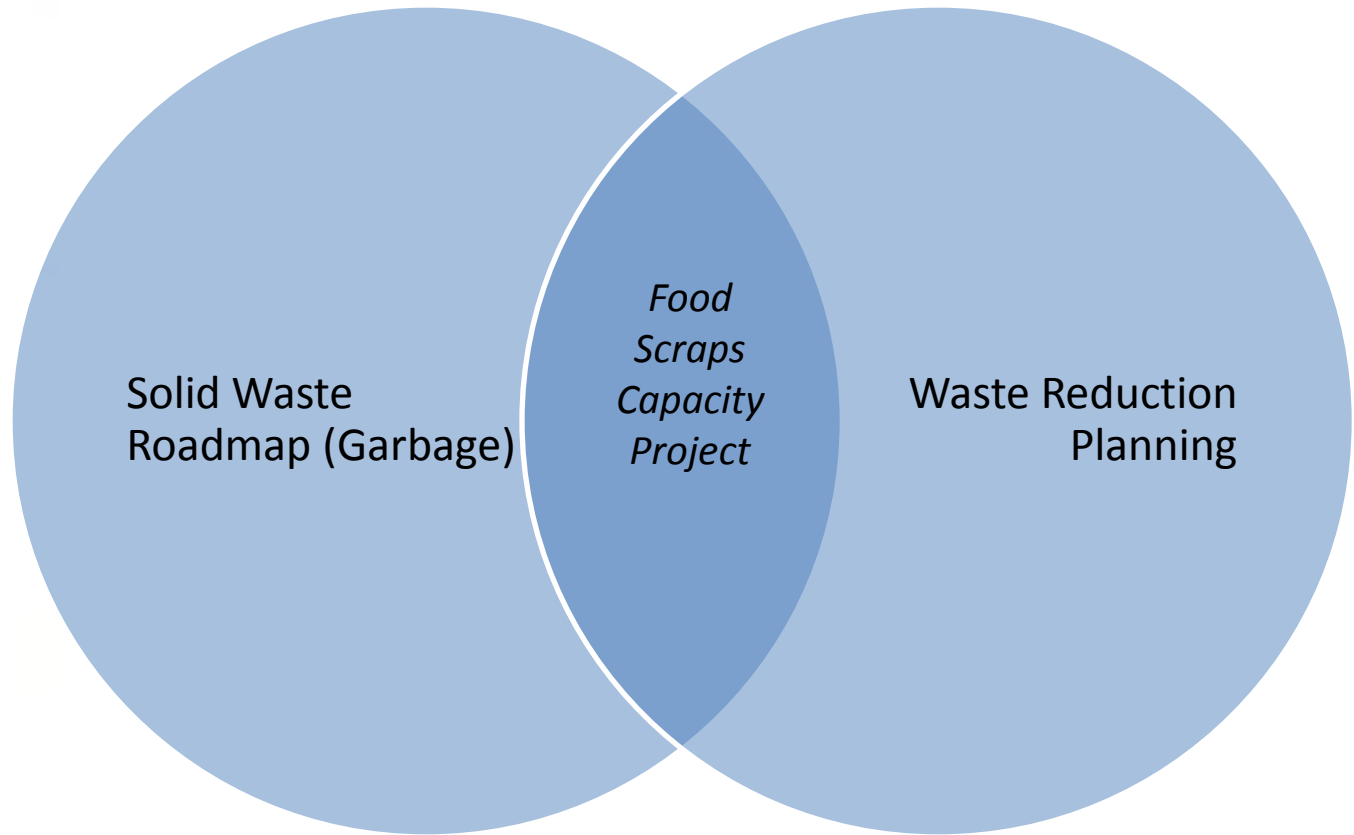 Solid Waste
Roadmap (Garbage)
Food
Scraps
Capacity
Project
Waste Reduction
Planning